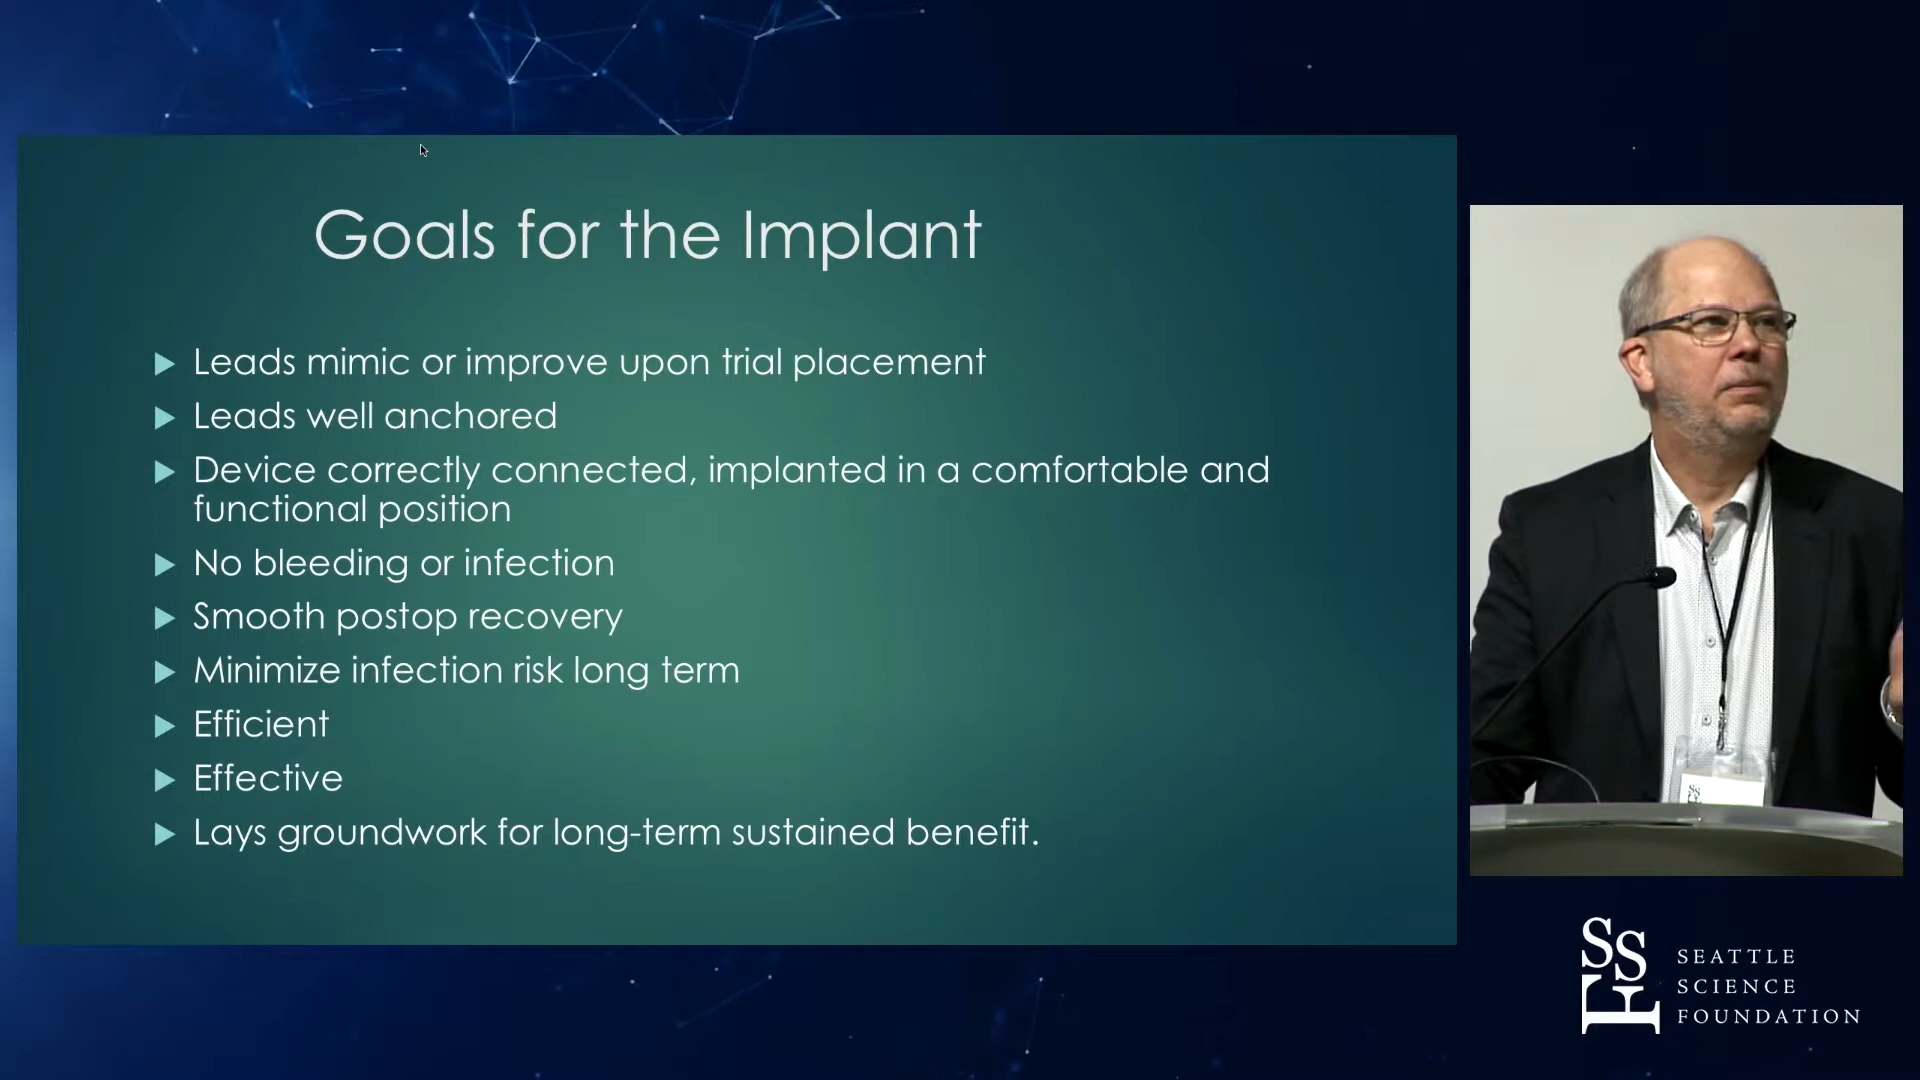 Goals for the Implant
Leads mimic or improve upon trial placement
Leads well anchored
Device correctly connected, implanted in a comfortable and
functional position
No bleeding or infection
Smooth postop recovery
Minimize infection risk long term
Efficient
Effective
Lays groundwork for long-term sustained benefit.
SSF
SEATTLE
SCIENCE
FOUNDATION